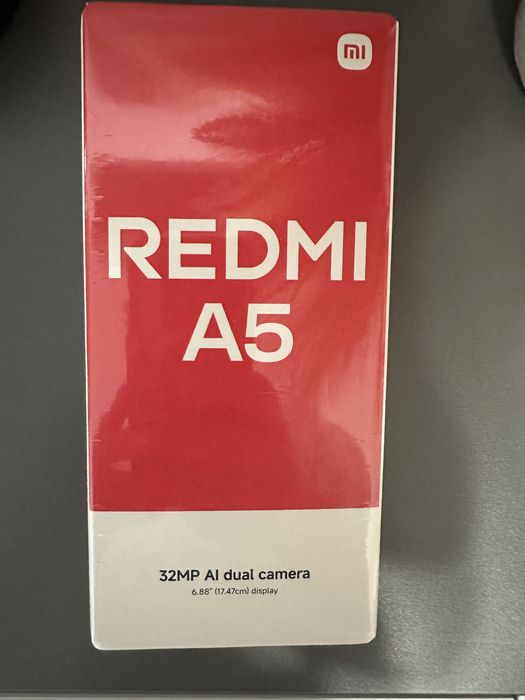 mi
REDMI
A5
32MP AI dual camera
6.88" (17.47cm) display